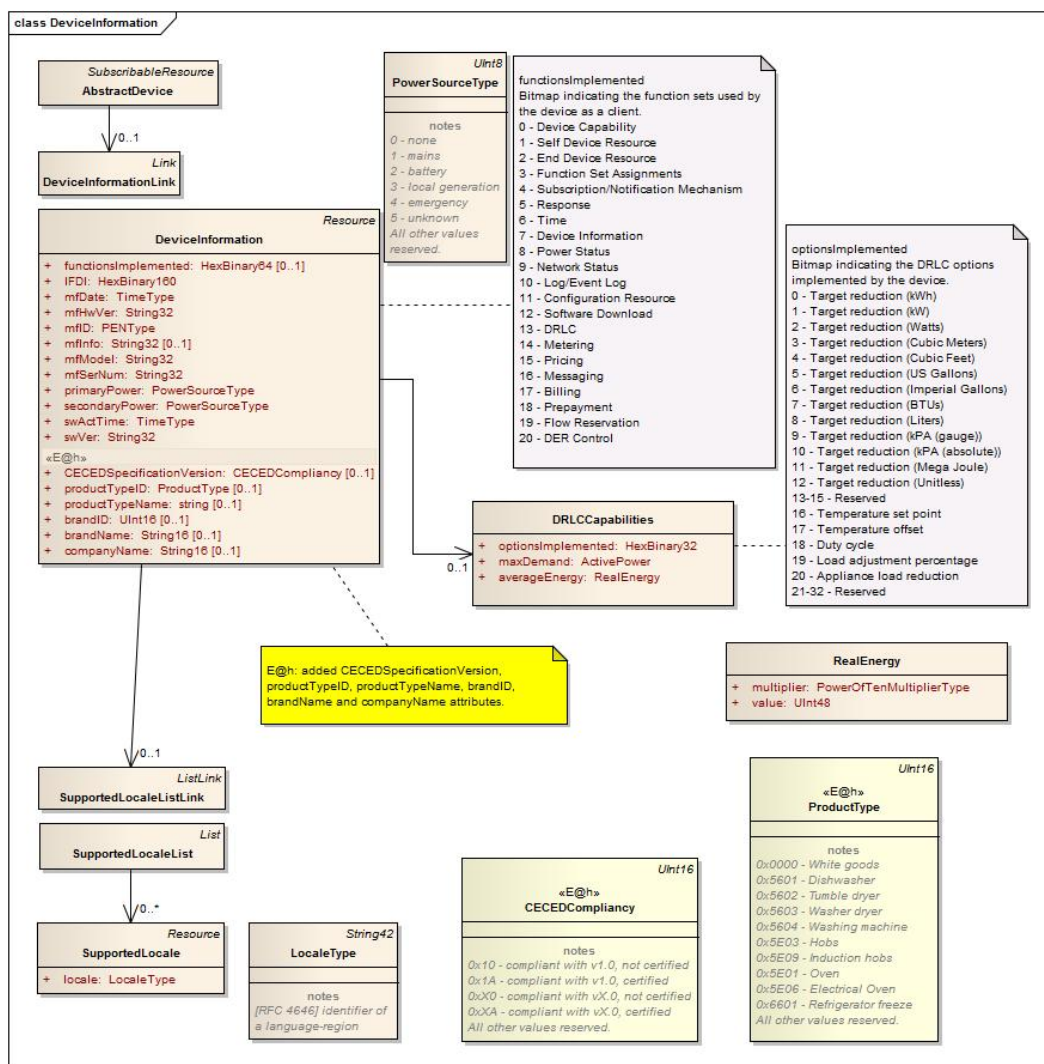 class DeviceInformation
SubscribableResource
AbstractDevice
0..1
Link
DeviceInformationLink
Resource
DeviceInformation
+ functionsImplemented: HexBinary64 [0..1]
+ lFDI: HexBinary160
+ mfDate: TimeType
+ mfHwVer: String32
+ mfID: PENType
+ mfInfo: String32 [0..1]
+ mfModel: String32
+ mfSerNum: String32
+ primaryPower: PowerSourceType
+ secondaryPower: PowerSourceType
+ swActTime: TimeType
+ swVer: String32
«E@h»
+ CECEDSpecificationVersion: CECEDCompliancy [0..1]
+ productTypeID: ProductType [0..1]
+ productTypeName: string [0..1]
+ brandID: UInt16 [0..1]
+ brandName: String16 [0..1]
+ companyName: String16 [0..1]
UInt8
PowerSourceType
notes
0 - none
1 - mains
2 - battery
3 - local generation
4 - emergency
5 - unknown
All other values
reserved.
functionsImplemented
Bitmap indicating the function sets used by
the device as a client.
0 - Device Capability
1 - Self Device Resource
2 - End Device Resource
3 - Function Set Assignments
4 - Subscription/Notification Mechanism
5 - Response
6 - Time
7 - Device Information
8 - Power Status
9 - Network Status
10 - Log/Event Log
11 - Configuration Resource
12 - Software Download
13 - DRLC
14 - Metering
15 - Pricing
16 - Messaging
17 - Billing
18 - Prepayment
19 - Flow Reservation
20 - DER Control
optionsImplemented
Bitmap indicating the DRLC options
implemented by the device.
0 - Target reduction (kWh)
1 - Target reduction (kW)
2 - Target reduction (Watts)
3 - Target reduction (Cubic Meters)
4 - Target reduction (Cubic Feet)
5 - Target reduction (US Gallons)
6 - Target reduction (Imperial Gallons)
7 - Target reduction (BTUs)
8 - Target reduction (Liters)
9 - Target reduction (kPA (gauge))
10 - Target reduction (kPA (absolute))
11 - Target reduction (Mega Joule)
12 - Target reduction (Unitless)
13-15 - Reserved
16 - Temperature set point
17 - Temperature offset
18 - Duty cycle
19 - Load adjustment percentage
20 - Appliance load reduction
21-32 - Reserved
0..1
DRLCCapabilities
+ optionsImplemented: HexBinary32
+ maxDemand: ActivePower
+ averageEnergy: RealEnergy
E@h: added CECEDSpecificationVersion,
productTypeID, productTypeName, brandID,
brandName and companyName attributes.
RealEnergy
+ multiplier: PowerOfTenMultiplierType
+ value: UInt48
0..1
ListLink
SupportedLocaleListLink
List
SupportedLocaleList
0..*
Resource
SupportedLocale
+ locale: LocaleType
String42
LocaleType
notes
[RFC 4646] identifier of
a language-region
UInt16
«E@h»
CECEDCompliancy
notes
0x10 - compliant with v1.0, not certified
0x1A - compliant with v1.0, certified
0xX0 - compliant with vX.0, not certified
0xXA - compliant with vX.0, certified
All other values reserved.
UInt16
«E@h»
ProductType
notes
0x0000 - White goods
0x5601 - Dishwasher
0x5602 - Tumble dryer
0x5603 - Washer dryer
0x5604 - Washing machine
0x5E03 - Hobs
0x5E09 - Induction hobs
0x5E01 - Oven
0x5E06 - Electrical Oven
0x6601 - Refrigerator freeze
All other values reserved.